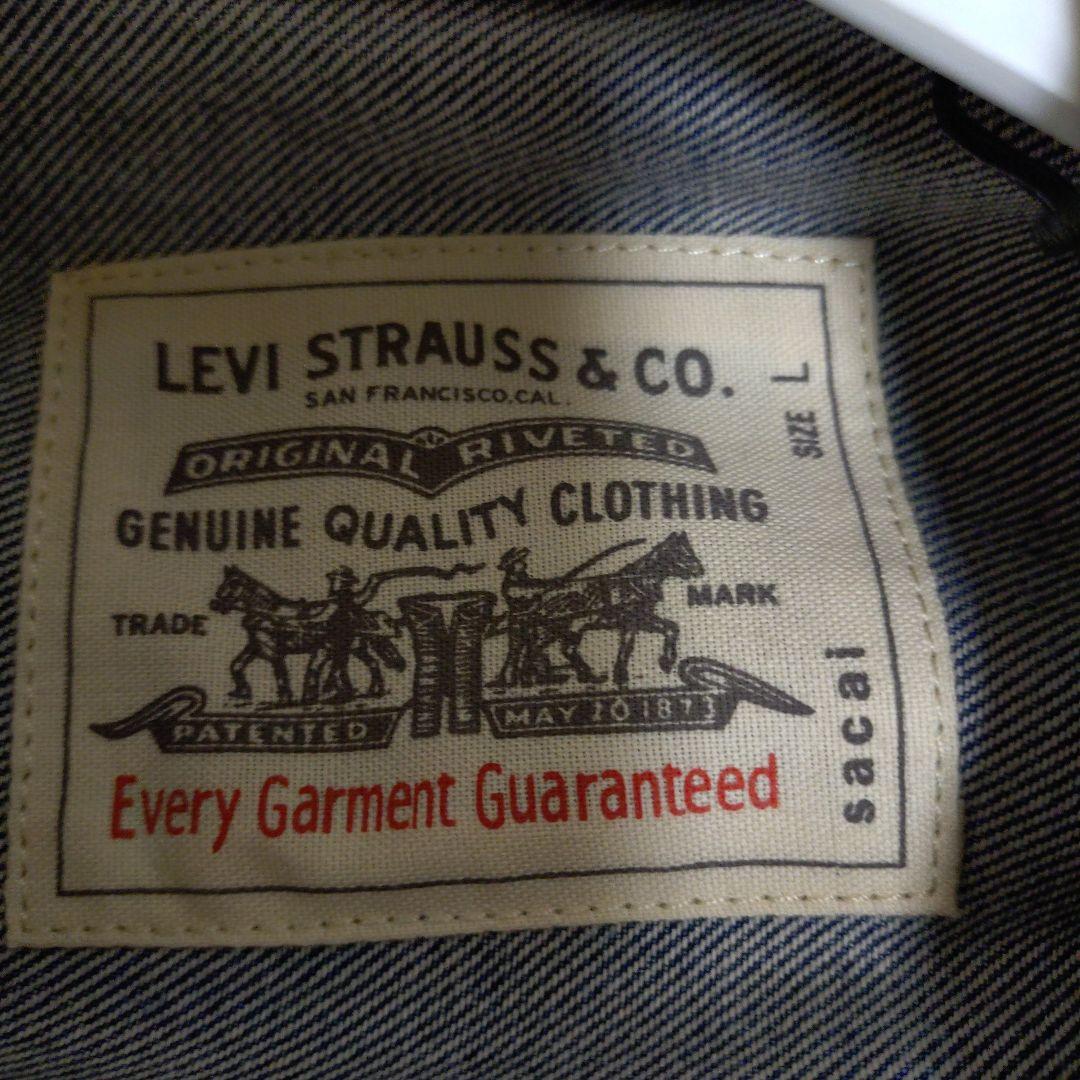 LEVI STRAUSS & CO.
SAN FRANCISCO, CAL.
ORIGINAL RIVETED
GENUINE QUALITY CLOTHING
TRADE MARK
PATENTED MAY 20 1873
Every Garment Guaranteed
SIZE L
sacai